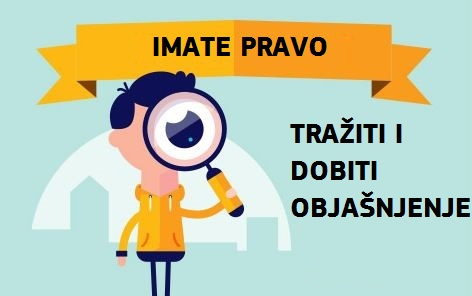 IMATE PRAVO
TRAŽITI I
DOBITI
OBJAŠNJENJE